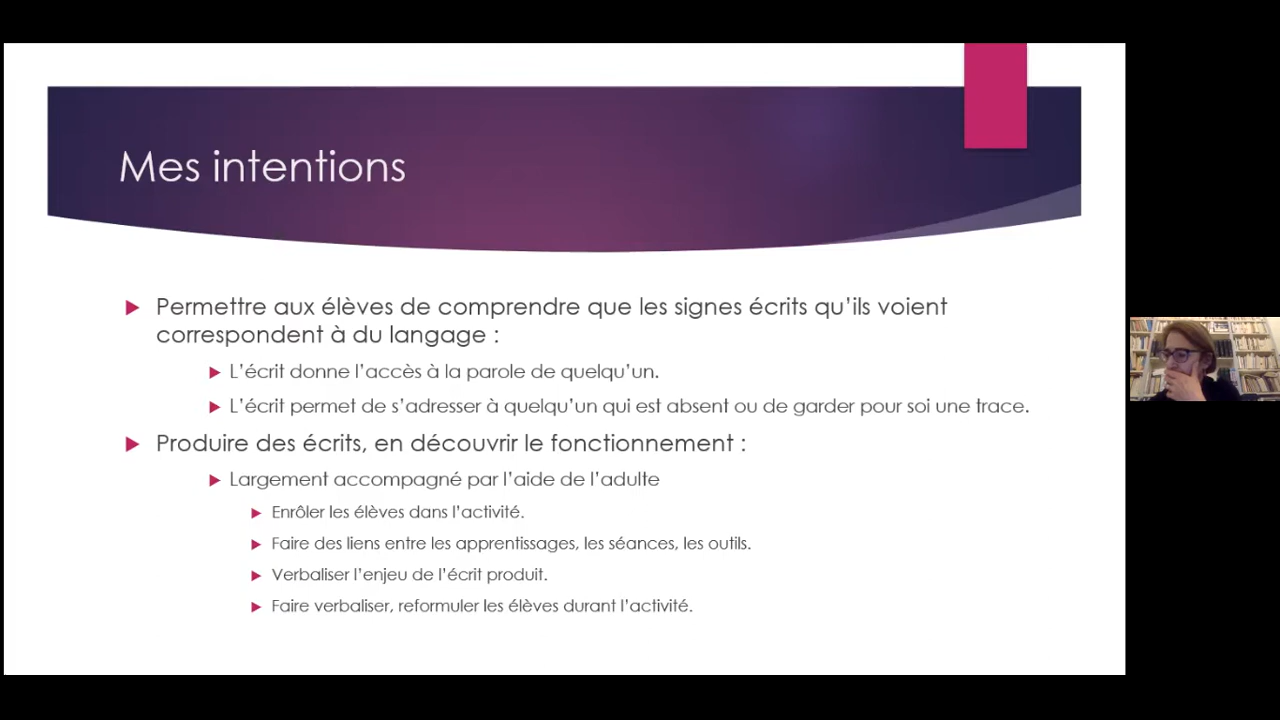 Mes intentions
Permettre aux élèves de comprendre que les signes écrits qu’ils voient
correspondent à du langage :
L’écrit donne l’accès à la parole de quelqu’un.
L’écrit permet de s’adresser à quelqu’un qui est absent ou de garder pour soi une trace.
Produire des écrits, en découvrir le fonctionnement :
Largement accompagné par l’aide de l’adulte
Enrôler les élèves dans l’activité.
Faire des liens entre les apprentissages, les séances, les outils.
Verbaliser l’enjeu de l’écrit produit.
Faire verbaliser, reformuler les élèves durant l’activité.